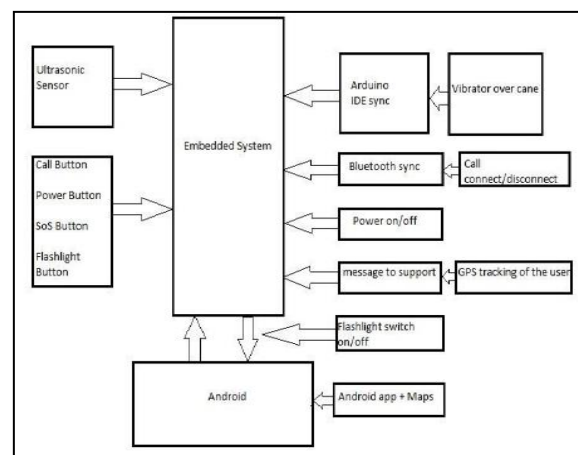 Ultrasonic
Sensor
Call Button
Power Button
SoS Button
Flashlight
Button
Embedded System
Arduino
IDE sync
Vibrator over cane
Bluetooth sync
Call
connect/disconnect
Power on/off
message to support
GPS tracking of the user
Flashlight switch
on/off
Android
Android app + Maps